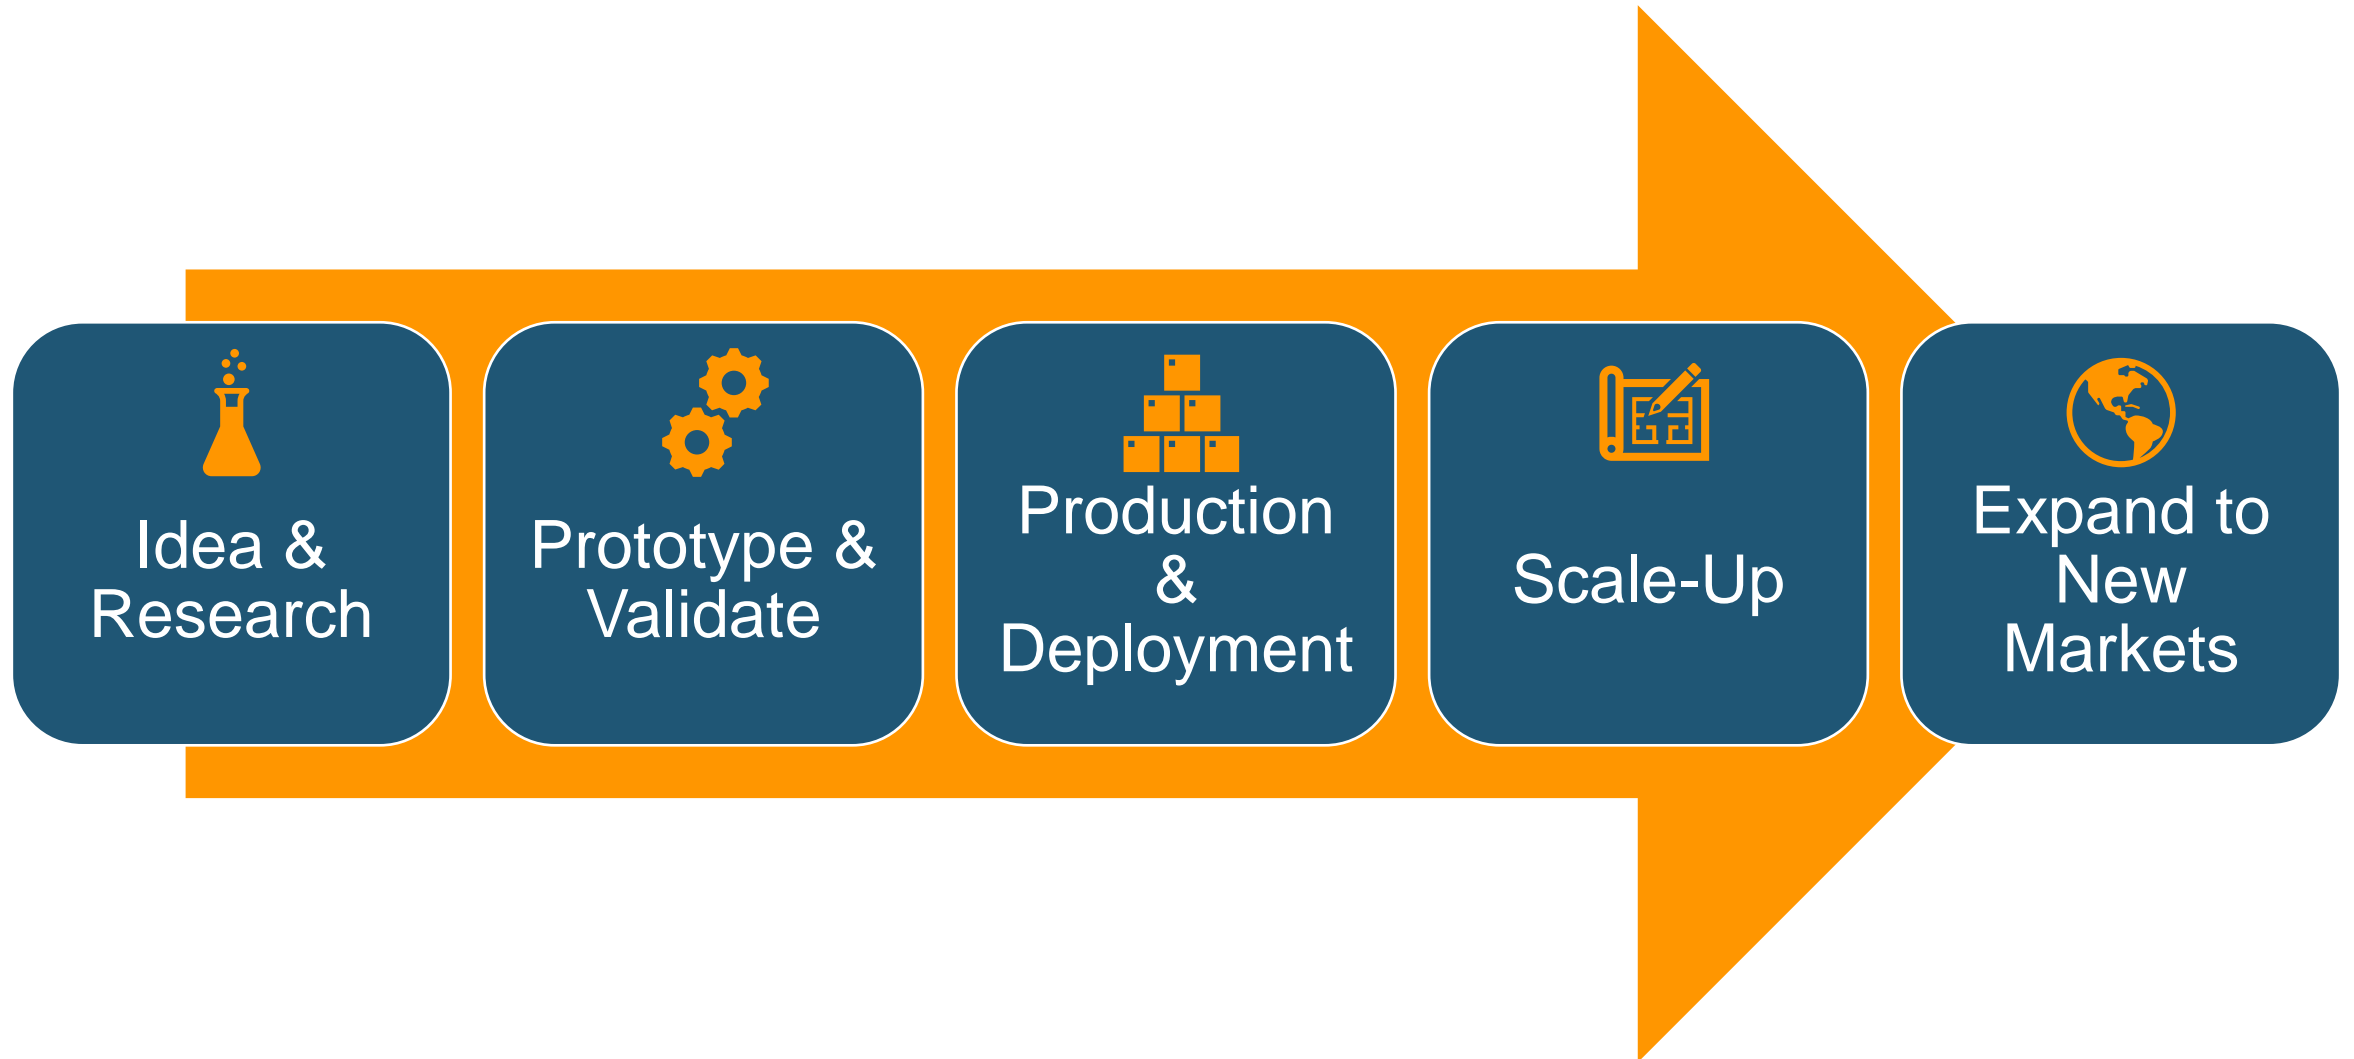 Idea &
Research
Prototype &
Validate
Production
&
Deployment
Scale-Up
Expand to
New
Markets